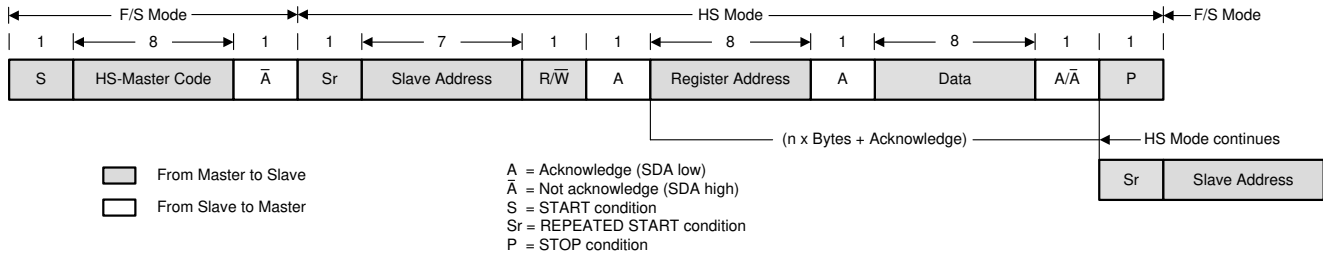 F/S Mode HS Mode F/S Mode
1 8 1 1 7 1 1 8 1 8 1 1
S HS-Master Code A̅ Sr Slave Address R/W̅ A Register Address A Data A/A̅ P
(n x Bytes + Acknowledge) HS Mode continues
Sr Slave Address
From Master to Slave
From Slave to Master
A = Acknowledge (SDA low)
A̅ = Not acknowledge (SDA high)
S = START condition
Sr = REPEATED START condition
P = STOP condition